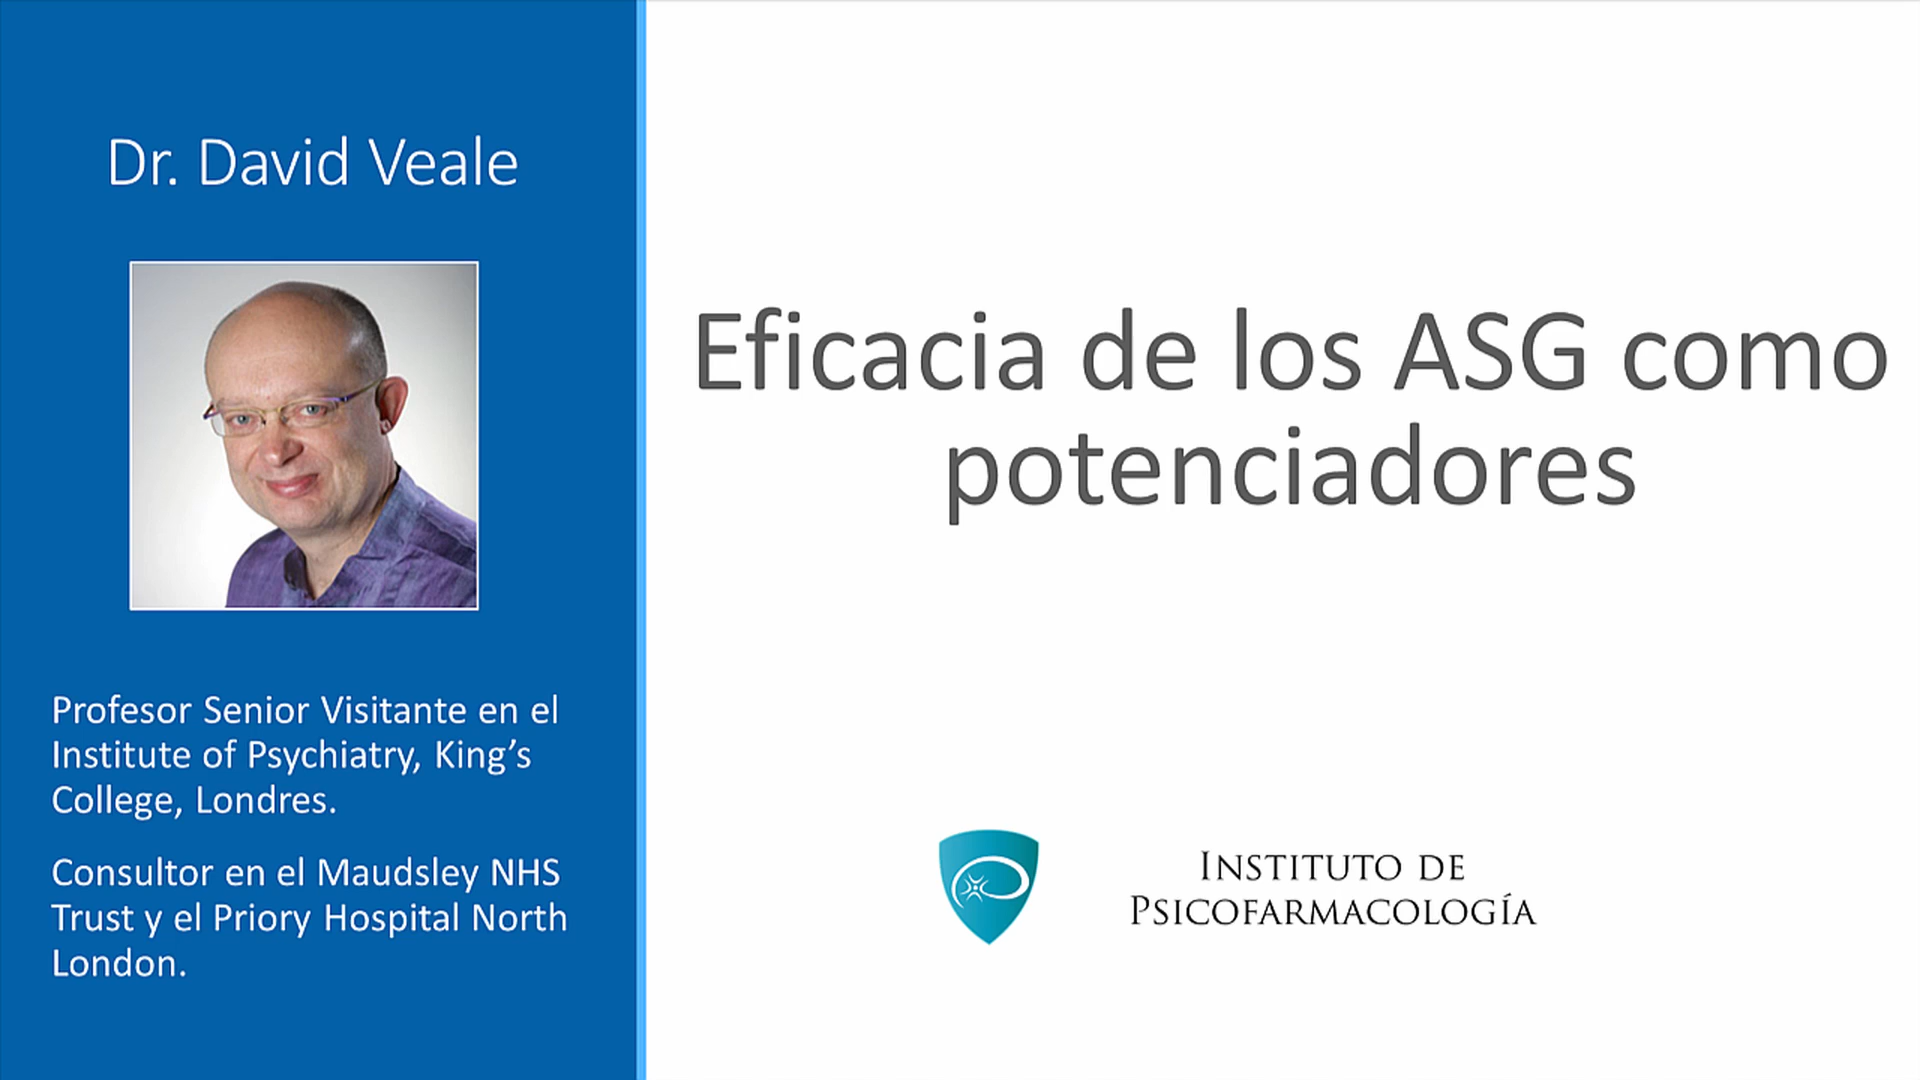 Dr. David Veale
Profesor Senior Visitante en el
Institute of Psychiatry, King’s
College, Londres.
Consultor en el Maudsley NHS
Trust y el Priory Hospital North
London.
Eficacia de los ASG como
potenciadores
INSTITUTO DE
PSICOFARMACOLOGÍA